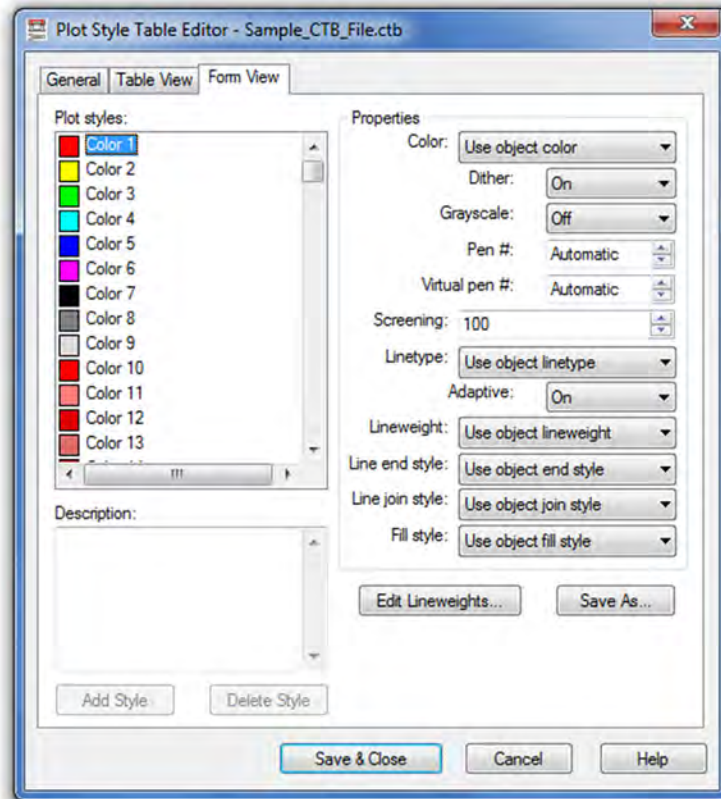 Plot Style Table Editor - Sample_CTB_File.ctb
General Table View Form View
Plot styles:
Color 1
Color 2
Color 3
Color 4
Color 5
Color 6
Color 7
Color 8
Color 9
Color 10
Color 11
Color 12
Color 13
Description:
Add Style Delete Style
Properties
Color: Use object color
Dither: On
Grayscale: Off
Pen #: Automatic
Virtual pen #: Automatic
Screening: 100
Linetype: Use object linetype
Adaptive: On
Lineweight: Use object lineweight
Line end style: Use object end style
Line join style: Use object join style
Fill style: Use object fill style
Edit Lineweights... Save As...
Save & Close Cancel Help